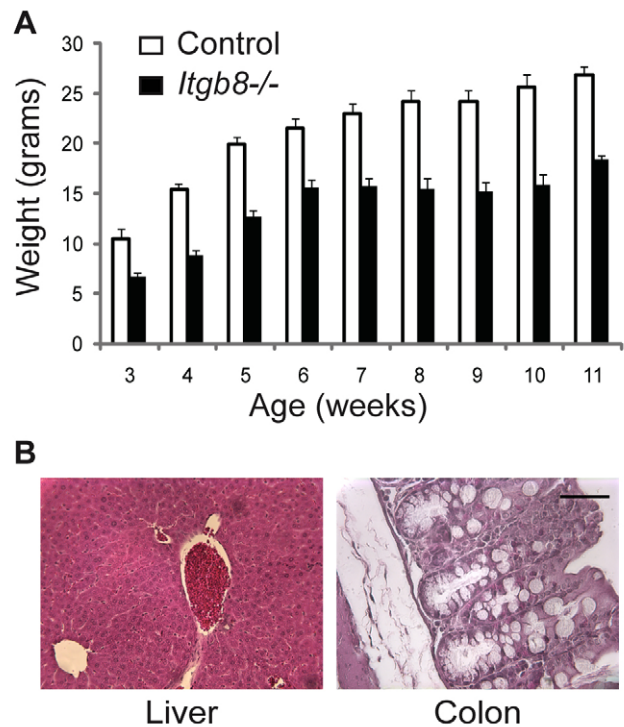 A
Control
Itgb8-/-
Weight (grams)
30
25
20
15
10
5
0
3 4 5 6 7 8 9 10 11
Age (weeks)
B
Liver Colon